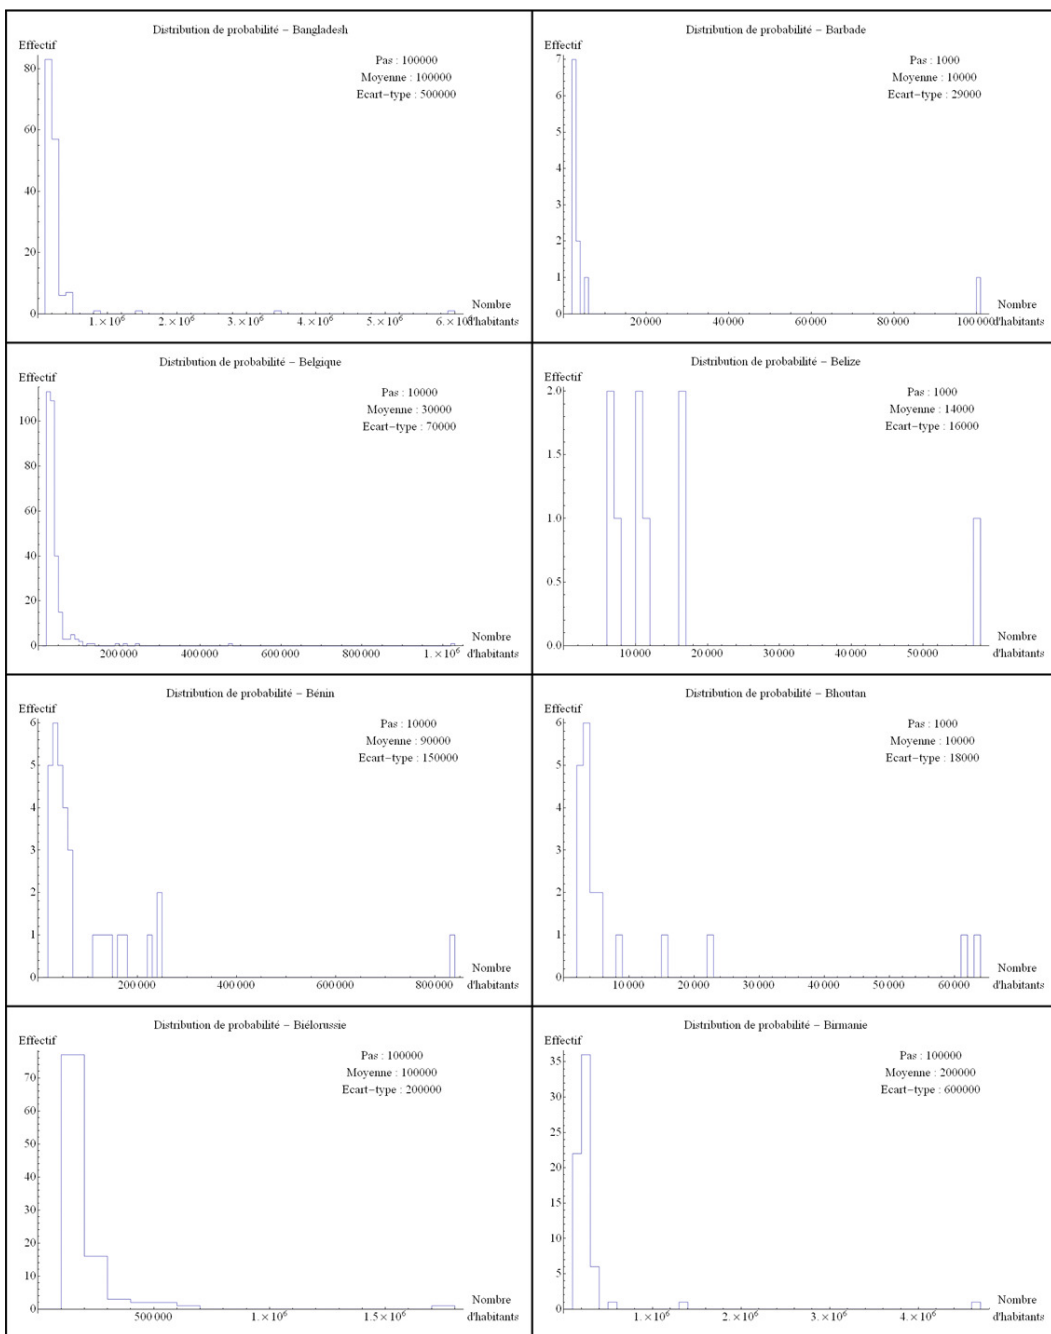 Distribution de probabilité − Bangladesh
Effectif
Pas : 100000
Moyenne : 100000
Ecart−type : 500000
80
60
40
20
0
1.×10⁶ 2.×10⁶ 3.×10⁶ 4.×10⁶ 5.×10⁶ 6.×10⁶
Nombre
d'habitants
Distribution de probabilité − Barbade
Effectif
Pas : 1000
Moyenne : 10000
Ecart−type : 29000
7
6
5
4
3
2
1
0
20000 40000 60000 80000 100000
Nombre
d'habitants
Distribution de probabilité − Belgique
Effectif
Pas : 10000
Moyenne : 30000
Ecart−type : 70000
100
80
60
40
20
0
200000 400000 600000 800000 1.×10⁶
Nombre
d'habitants
Distribution de probabilité − Belize
Effectif
Pas : 1000
Moyenne : 14000
Ecart−type : 16000
2.0
1.5
1.0
0.5
0.0
10000 20000 30000 40000 50000
Nombre
d'habitants
Distribution de probabilité − Bénin
Effectif
Pas : 10000
Moyenne : 90000
Ecart−type : 150000
6
5
4
3
2
1
0
200000 400000 600000 800000
Nombre
d'habitants
Distribution de probabilité − Bhoutan
Effectif
Pas : 1000
Moyenne : 10000
Ecart−type : 18000
6
5
4
3
2
1
0
10000 20000 30000 40000 50000 60000
Nombre
d'habitants
Distribution de probabilité − Biélorussie
Effectif
Pas : 100000
Moyenne : 100000
Ecart−type : 200000
70
60
50
40
30
20
10
0
500000 1.0×10⁶ 1.5×10⁶
Nombre
d'habitants
Distribution de probabilité − Birmanie
Effectif
Pas : 100000
Moyenne : 200000
Ecart−type : 600000
35
30
25
20
15
10
5
0
1.×10⁶ 2.×10⁶ 3.×10⁶ 4.×10⁶
Nombre
d'habitants